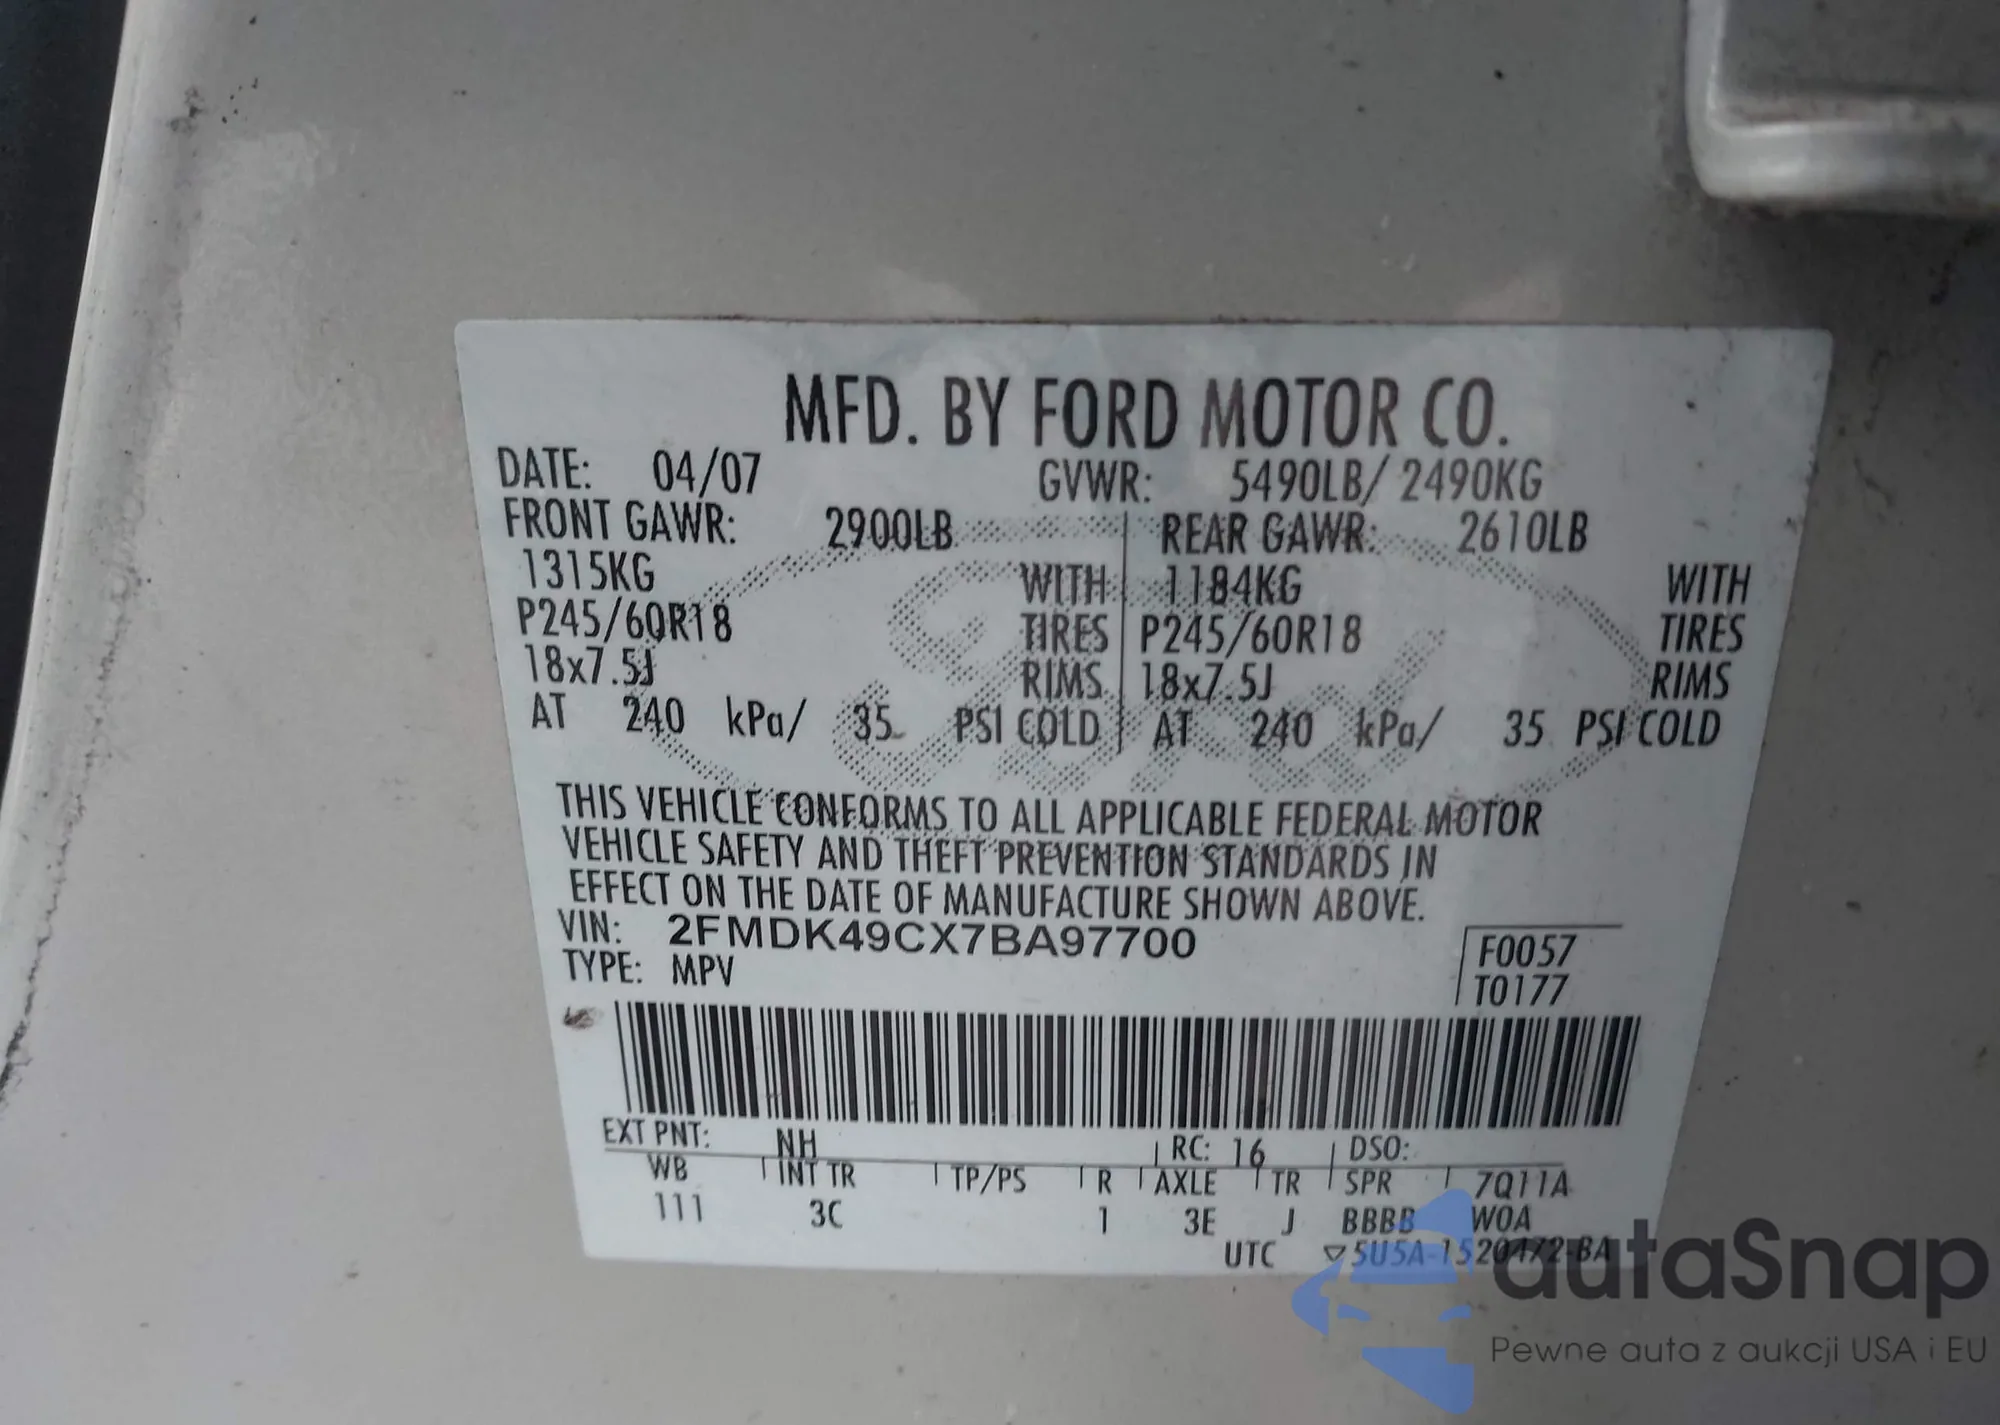 MFD. BY FORD MOTOR CO.
DATE: 04/07 GVWR: 5490LB/ 2490KG
FRONT GAWR: 2900LB REAR GAWR: 2610LB
1315KG WITH 1184KG WITH
P245/60R18 TIRES P245/60R18 TIRES
18x7.5J RIMS 18x7.5J RIMS
AT 240 kPa/ 35 PSI COLD AT 240 kPa/ 35 PSI COLD
THIS VEHICLE CONFORMS TO ALL APPLICABLE FEDERAL MOTOR
VEHICLE SAFETY AND THEFT PREVENTION STANDARDS IN
EFFECT ON THE DATE OF MANUFACTURE SHOWN ABOVE.
VIN: 2FMDK49CX7BA97700 F0057
TYPE: MPV T0177
EXT PNT: NH RC: 16 DSO:
WB INT TR TP/PS R AXLE TR SPR 7Q11A
111 3C 1 3E J BBBB WOA
UTC ▽5U5A-1520472-BA
Ford
autaSnap
Pewne auta z aukcji USA i EU